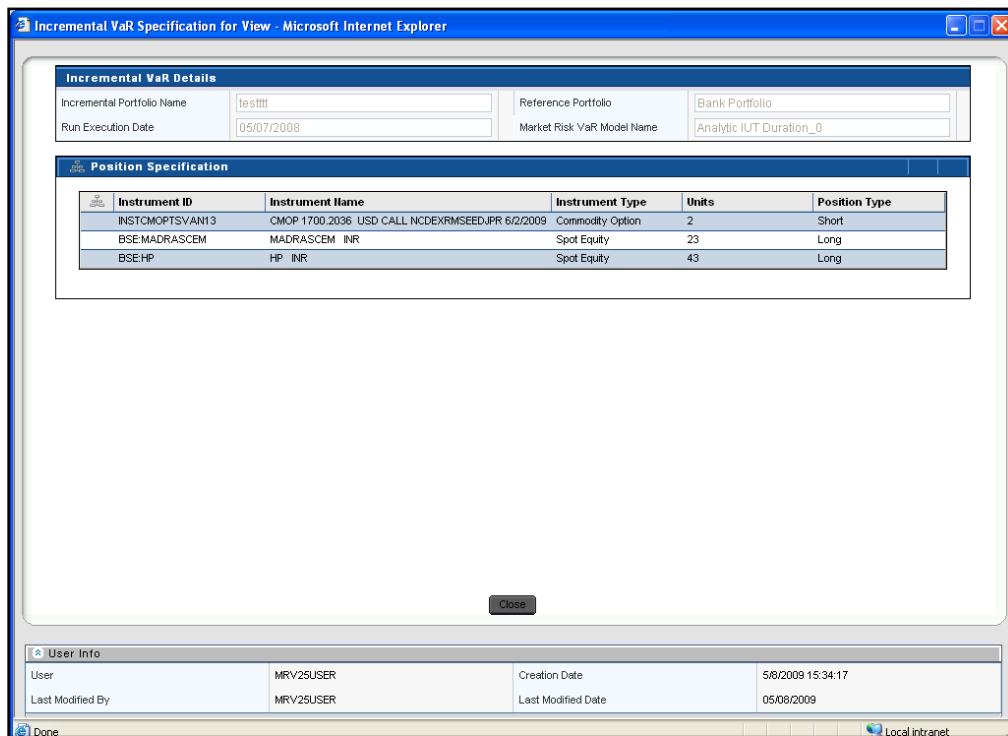 Incremental VaR Specification for View - Microsoft Internet Explorer
Incremental VaR Details
Incremental Portfolio Name testttt Reference Portfolio Bank Portfolio
Run Execution Date 05/07/2008 Market Risk VaR Model Name Analytic IUT Duration_0
Position Specification
Instrument ID Instrument Name Instrument Type Units Position Type
INSTCMOPTSVAN13 CMOP 1700.2036 USD CALL NCDEXRMSEEDJPR 6/2/2009 Commodity Option 2 Short
BSE:MADRASCEM MADRASCEM INR Spot Equity 23 Long
BSE:HP HP INR Spot Equity 43 Long
Close
User Info
User MRV25USER Creation Date 5/8/2009 15:34:17
Last Modified By MRV25USER Last Modified Date 05/08/2009
Done Local intranet